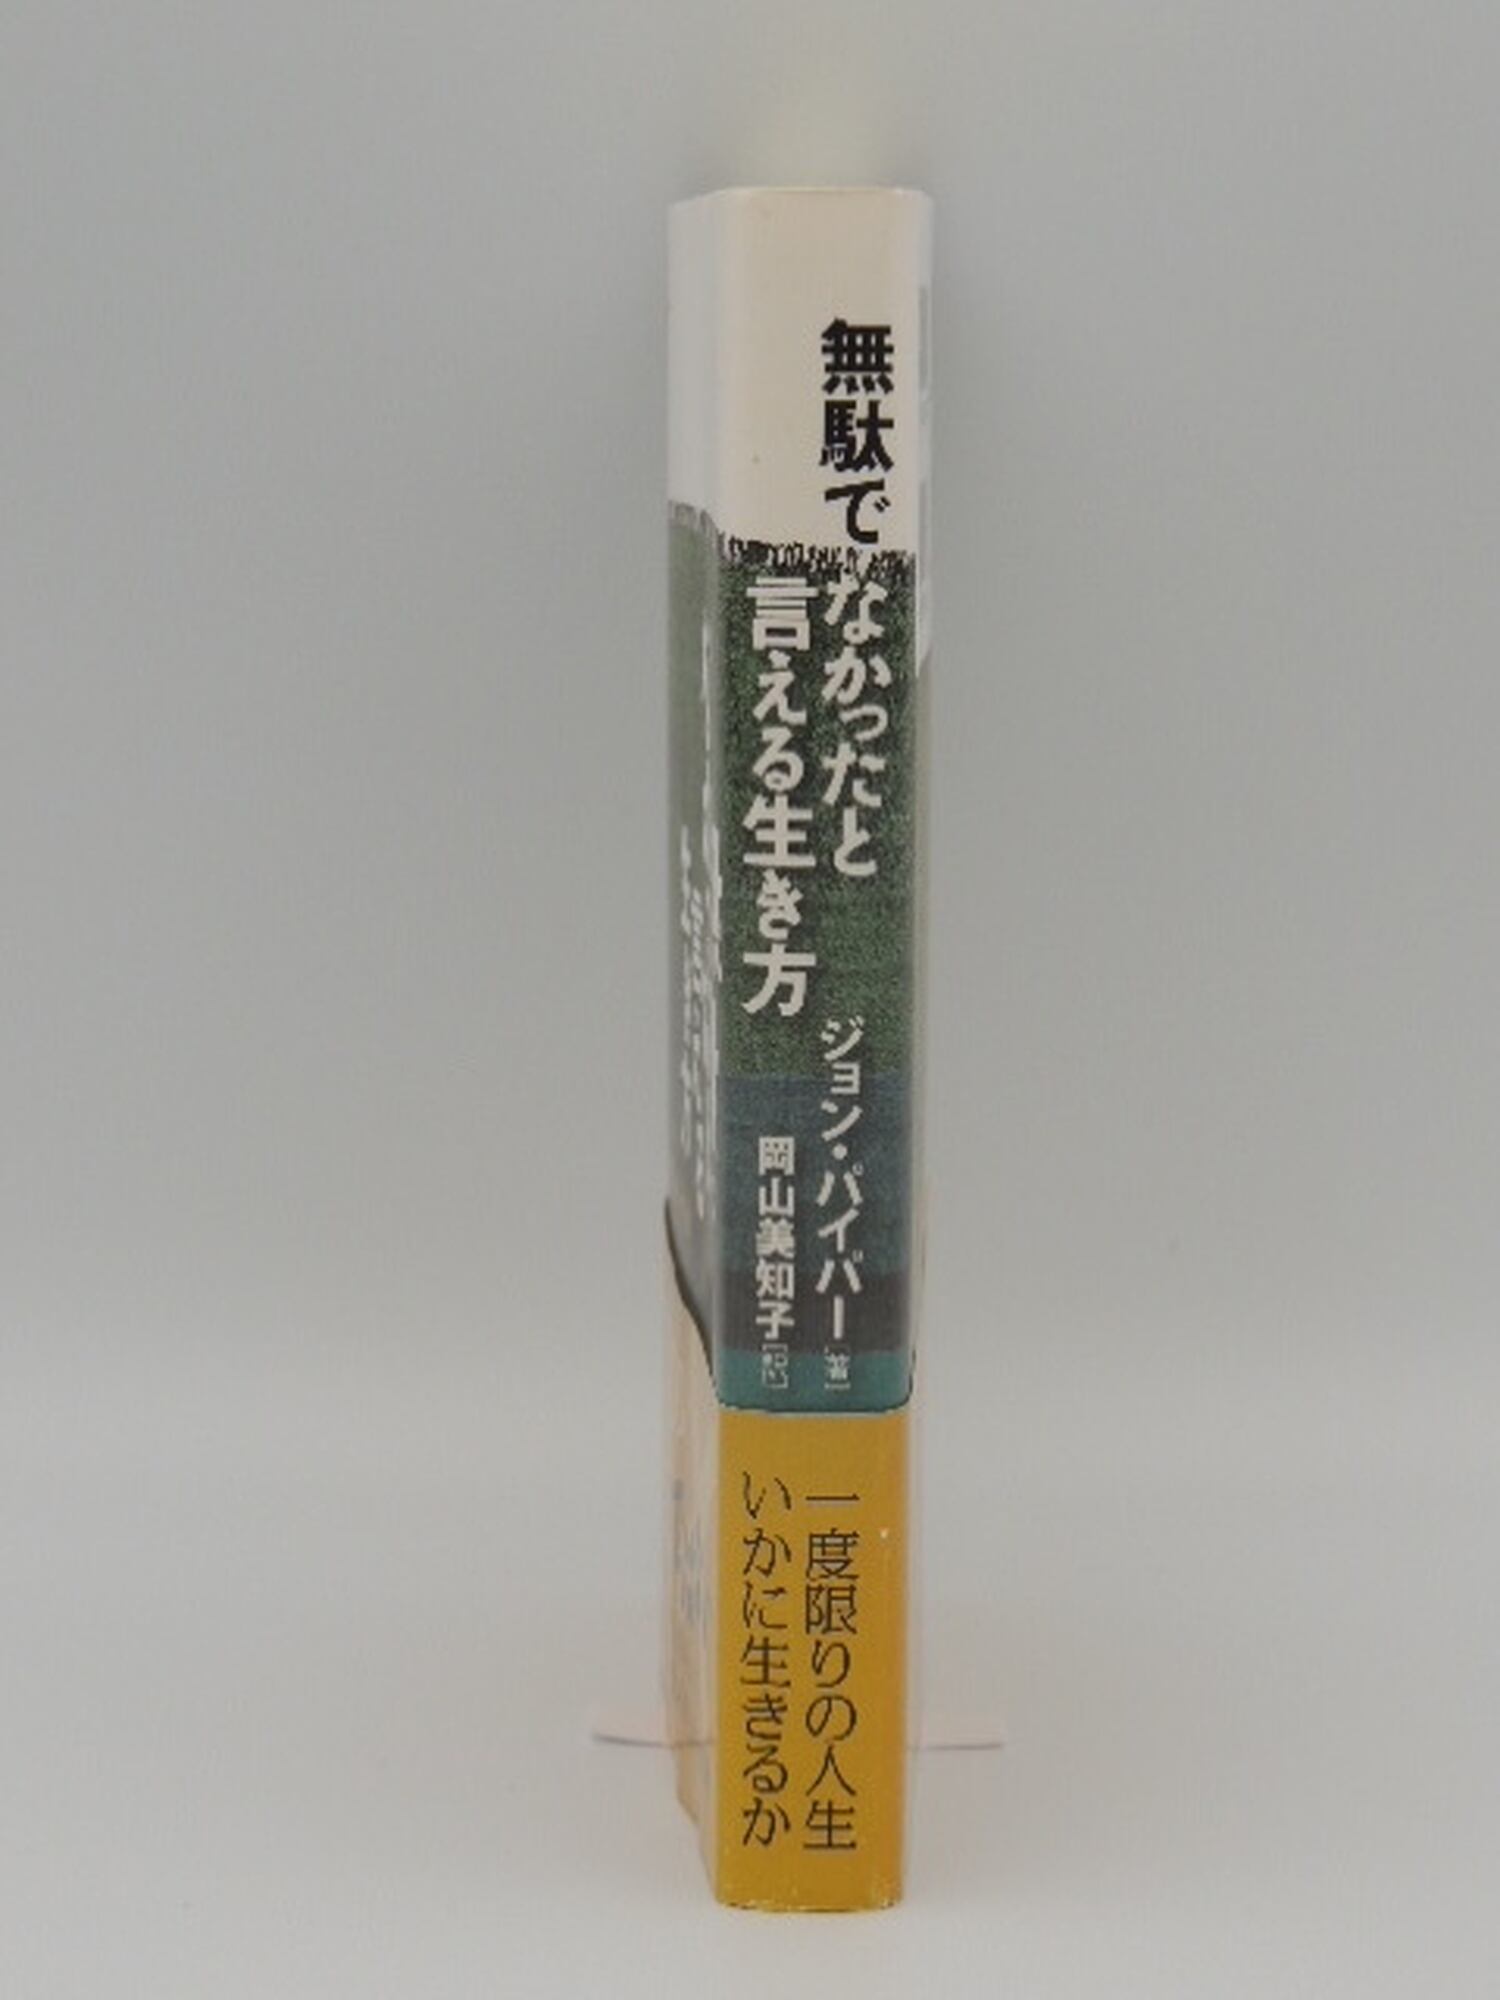 無駄でなかったと
言える生き方
ジョン・パイパー[著]
岡山美知子[訳]
一度限りの人生
いかに生きるか